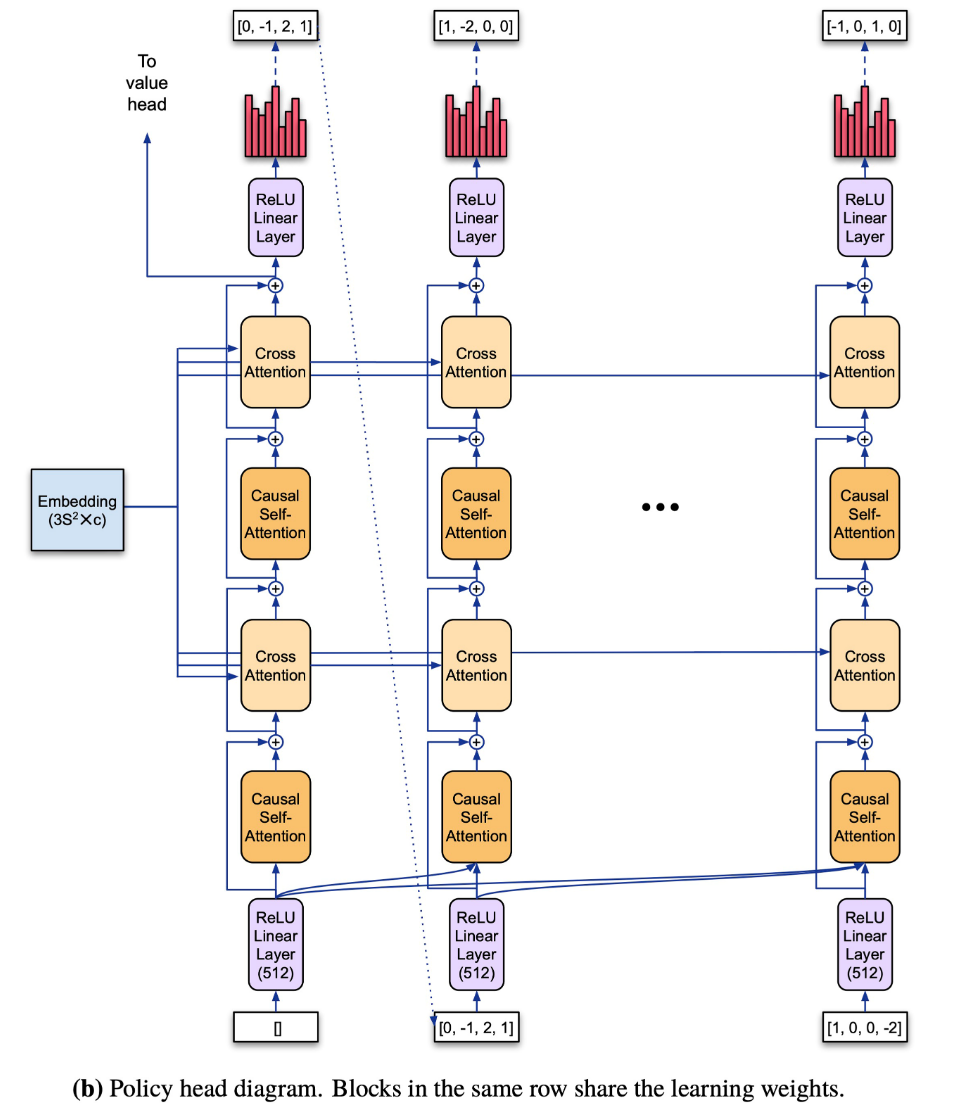 [0, -1, 2, 1]
[1, -2, 0, 0]
[-1, 0, 1, 0]
To
value
head
ReLU
Linear
Layer
ReLU
Linear
Layer
ReLU
Linear
Layer
+
+
+
Cross
Attention
Cross
Attention
Cross
Attention
+
+
+
Embedding
(3S²×c)
Causal
Self-
Attention
Causal
Self-
Attention
•••
Causal
Self-
Attention
+
+
+
Cross
Attention
Cross
Attention
Cross
Attention
+
+
+
Causal
Self-
Attention
Causal
Self-
Attention
Causal
Self-
Attention
ReLU
Linear
Layer
(512)
ReLU
Linear
Layer
(512)
ReLU
Linear
Layer
(512)
[]
[0, -1, 2, 1]
[1, 0, 0, -2]
(b) Policy head diagram. Blocks in the same row share the learning weights.